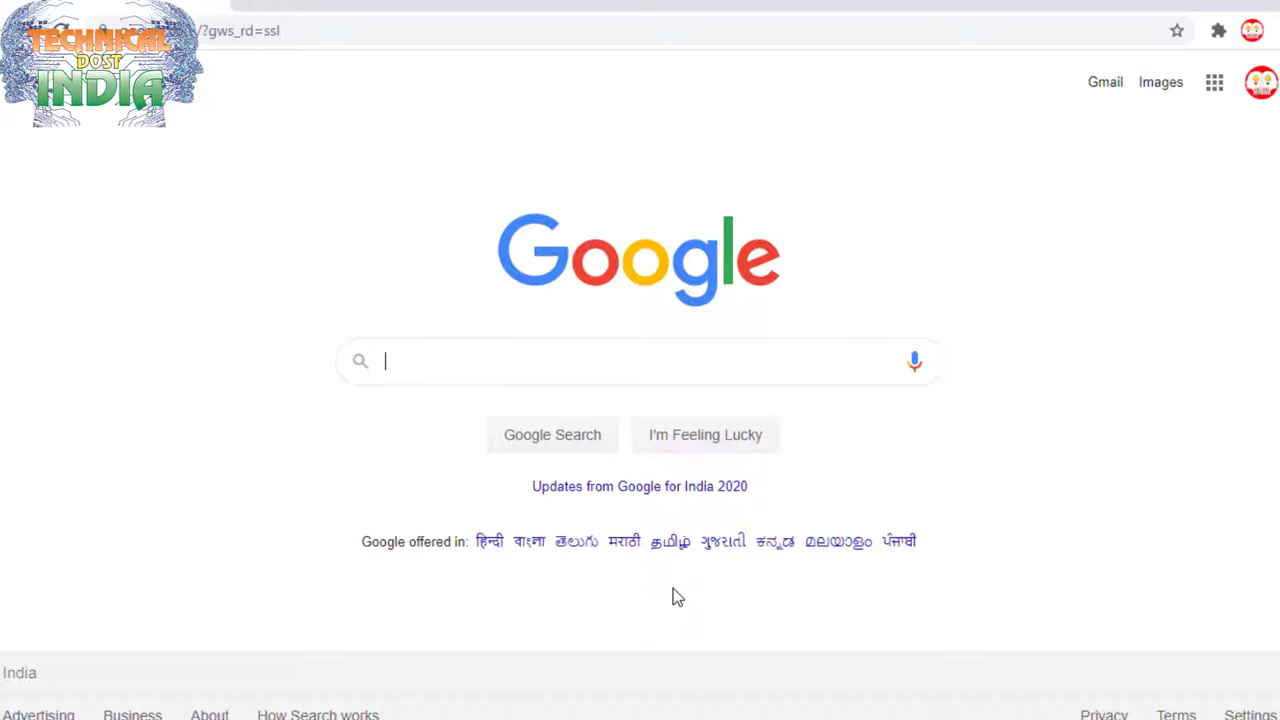 /?gws_rd=ssl
TECHNICAL
DOST
INDIA
Gmail Images
Google
Google Search I'm Feeling Lucky
Updates from Google for India 2020
Google offered in: हिन्दी বাংলা తెలుగు मराठी தமிழ் ગુજરાતી ಕನ್ನಡ മലയാളം ਪੰਜਾਬੀ
India
Advertising Business About How Search works Privacy Terms Settings